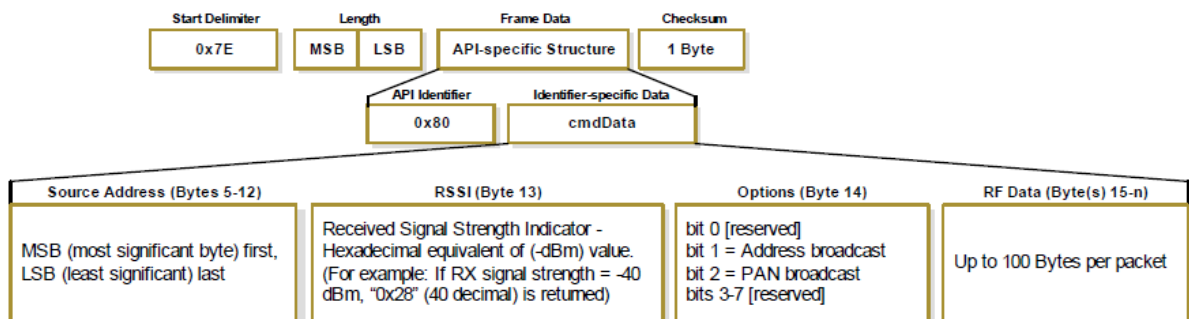 Start Delimiter
Length
Frame Data
Checksum
0x7E
MSB
LSB
API-specific Structure
1 Byte
API Identifier
Identifier-specific Data
0x80
cmdData
Source Address (Bytes 5-12)
MSB (most significant byte) first,
LSB (least significant) last
RSSI (Byte 13)
Received Signal Strength Indicator -
Hexadecimal equivalent of (-dBm) value.
(For example: If RX signal strength = -40
dBm, “0x28” (40 decimal) is returned)
Options (Byte 14)
bit 0 [reserved]
bit 1 = Address broadcast
bit 2 = PAN broadcast
bits 3-7 [reserved]
RF Data (Byte(s) 15-n)
Up to 100 Bytes per packet